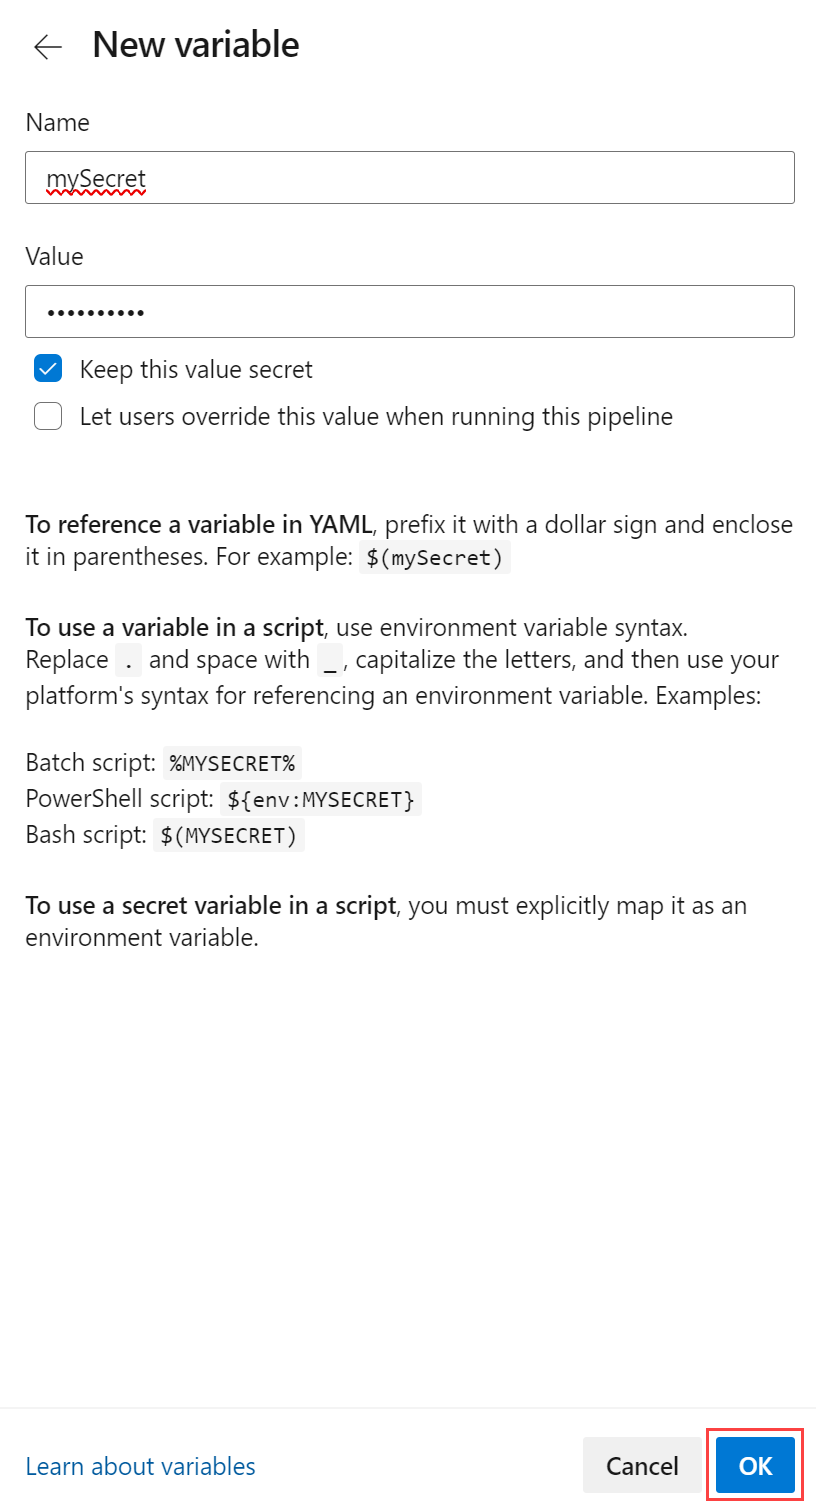 New variable
Name
mySecret
Value
••••••••••
Keep this value secret
Let users override this value when running this pipeline
To reference a variable in YAML, prefix it with a dollar sign and enclose
it in parentheses. For example: $(mySecret)
To use a variable in a script, use environment variable syntax.
Replace . and space with _, capitalize the letters, and then use your
platform's syntax for referencing an environment variable. Examples:
Batch script: %MYSECRET%
PowerShell script: ${env:MYSECRET}
Bash script: $(MYSECRET)
To use a secret variable in a script, you must explicitly map it as an
environment variable.
Learn about variables
Cancel
OK